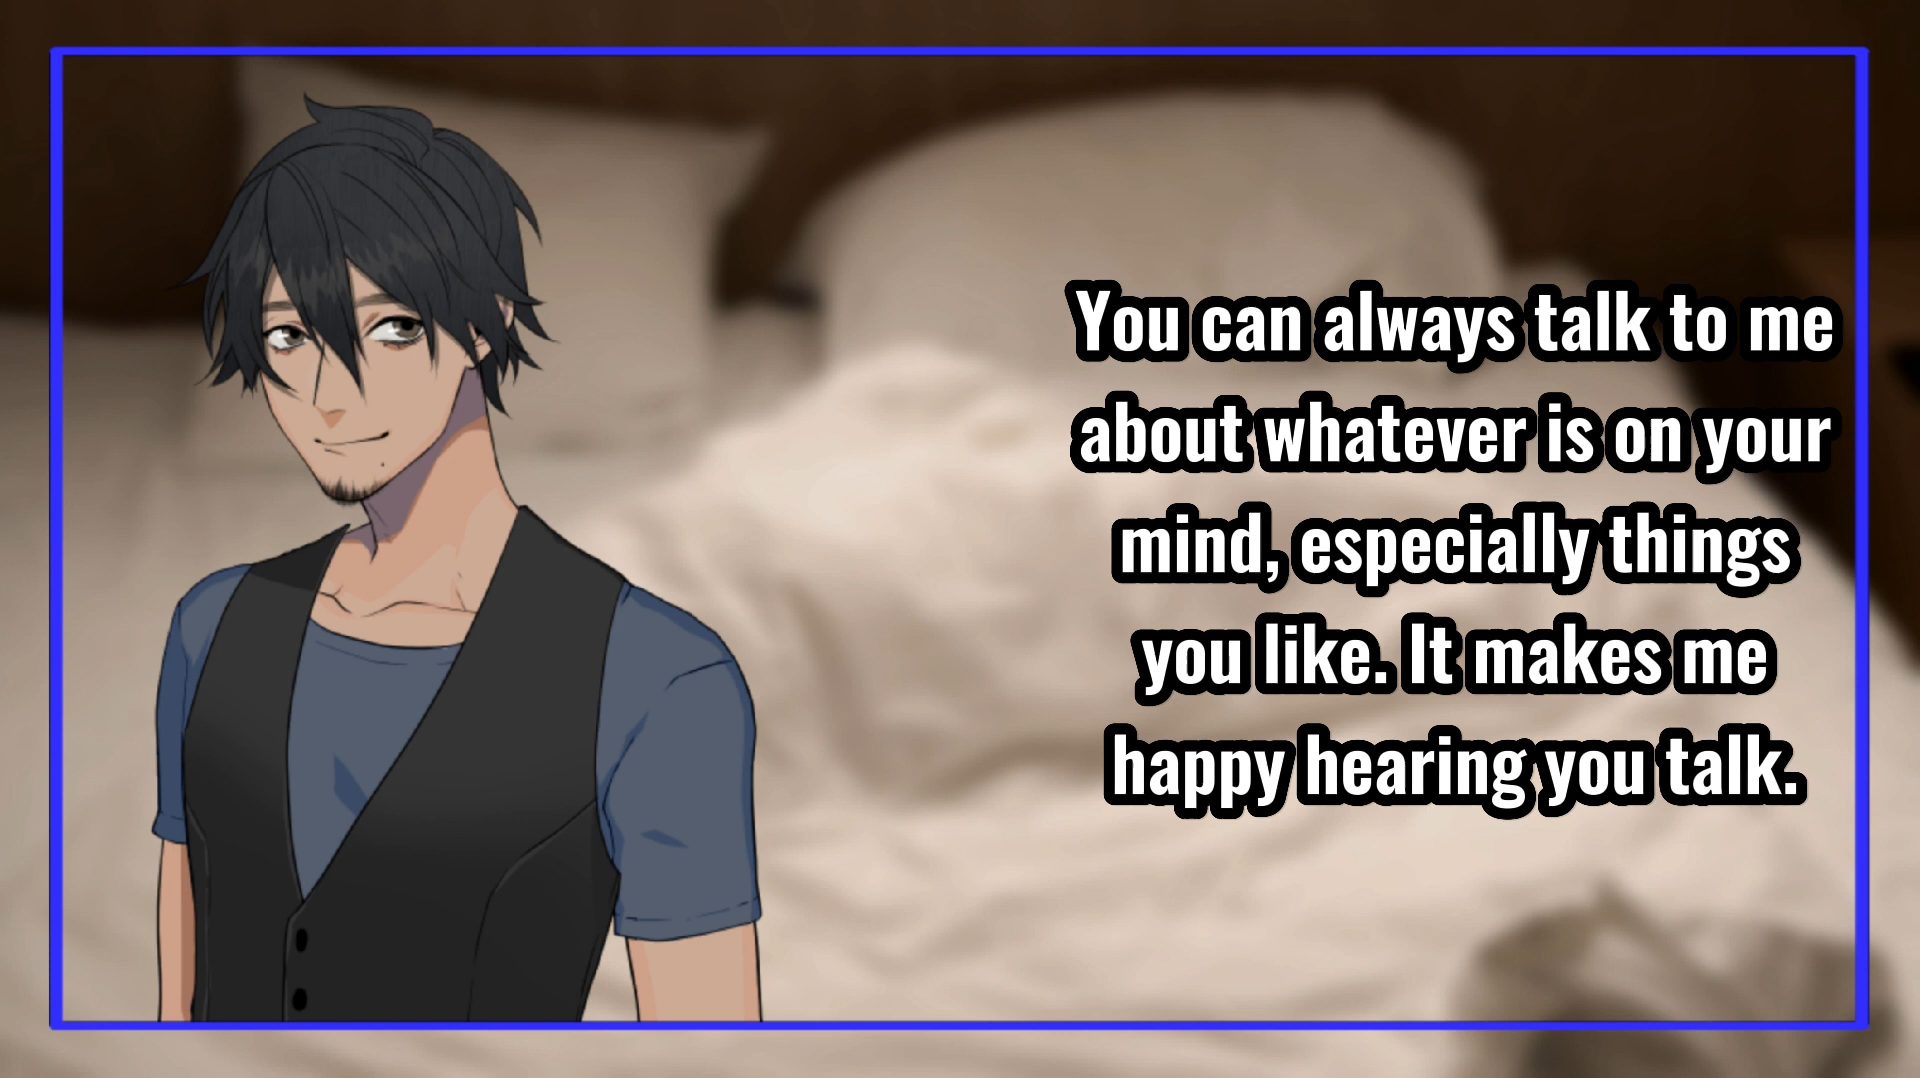 You can always talk to me
about whatever is on your
mind, especially things
you like. It makes me
happy hearing you talk.